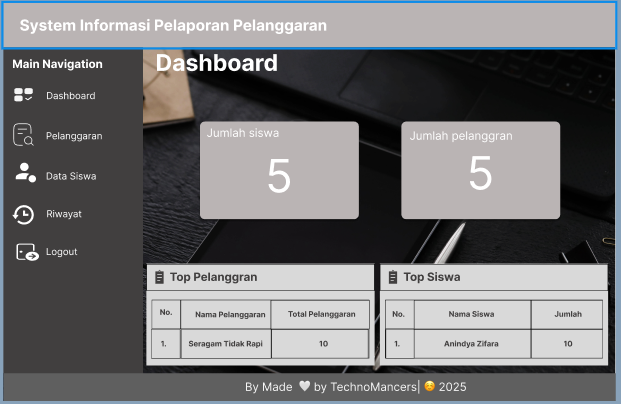 System Informasi Pelaporan Pelanggaran
Main Navigation
Dashboard
Pelanggaran
Data Siswa
Riwayat
Logout
Dashboard
Jumlah siswa
5
Jumlah pelanggran
5
Top Pelanggran
No. Nama Pelanggaran Total Pelanggaran
1. Seragam Tidak Rapi 10
Top Siswa
No. Nama Siswa Jumlah
1. Anindya Zifara 10
By Made 🤍 by TechnoMancers| 😊 2025